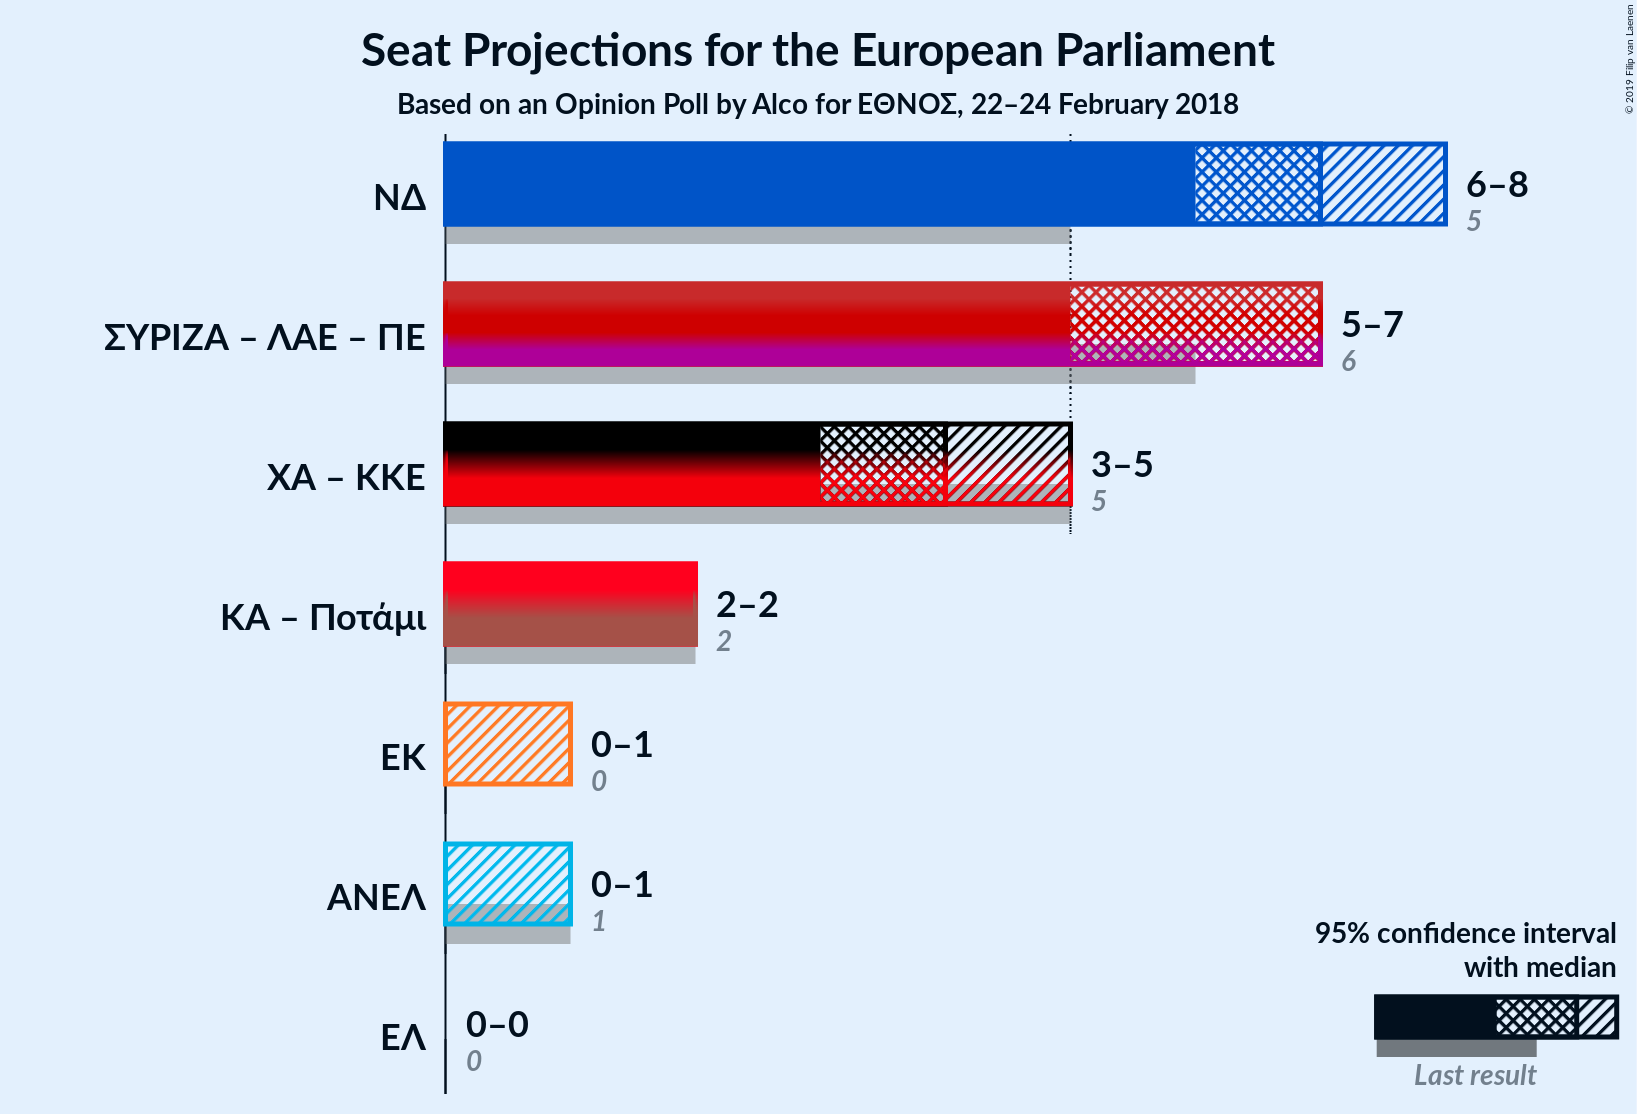 Seat Projections for the European Parliament
Based on an Opinion Poll by Alco for ΕΘΝΟΣ, 22–24 February 2018
© 2019 Filip van Laenen
ΝΔ
6–8
5
ΣΥΡΙΖΑ – ΛΑΕ – ΠΕ
5–7
6
ΧΑ – ΚΚΕ
3–5
5
ΚΑ – Ποτάμι
2–2
2
ΕΚ
0–1
0
ΑΝΕΛ
0–1
1
ΕΛ
0–0
0
95% confidence interval
with median
Last result